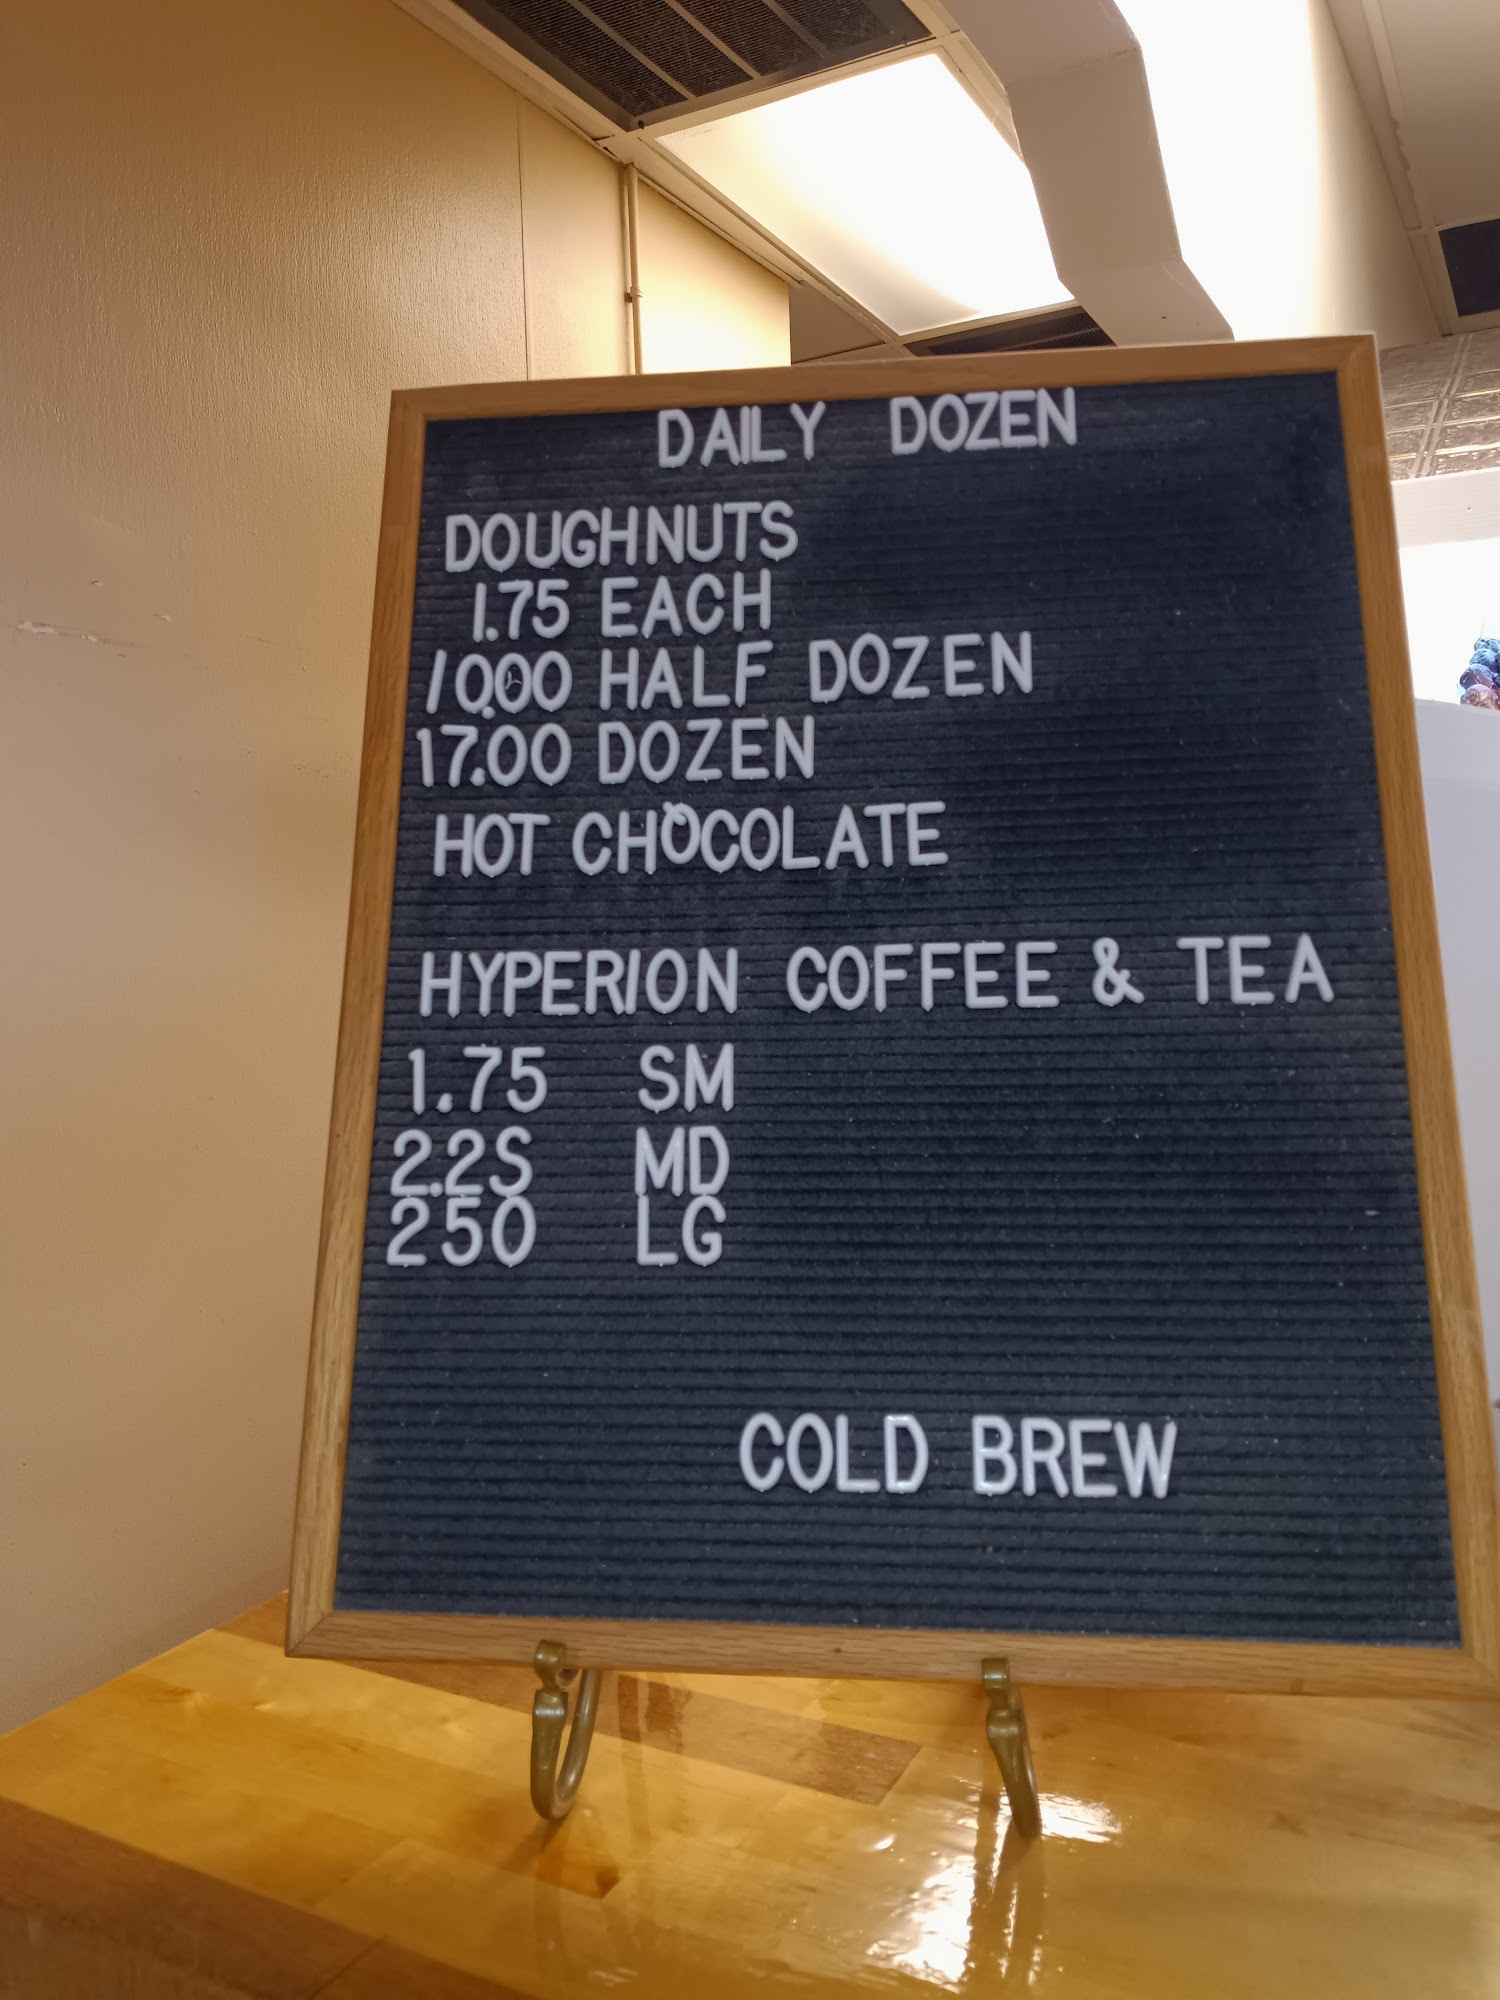 DAILY DOZEN
DOUGHNUTS
1.75 EACH
10.00 HALF DOZEN
17.00 DOZEN
HOT CHOCOLATE
HYPERION COFFEE & TEA
1.75 SM
2.2S MD
250 LG
COLD BREW